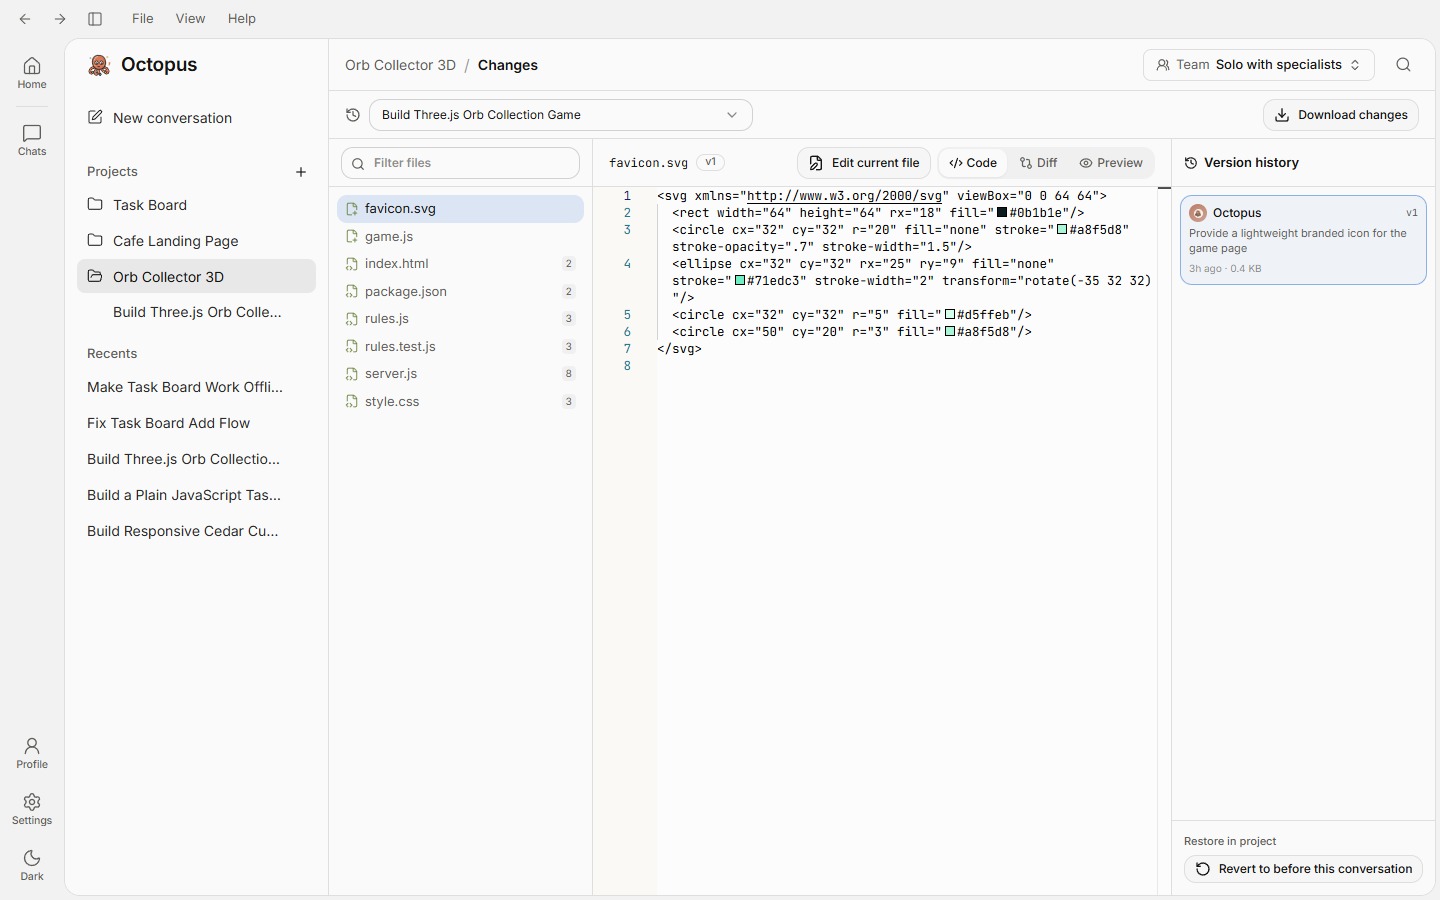 File
View
Help
Home
Chats
Profile
Settings
Dark
Octopus
New conversation
Projects
Task Board
Cafe Landing Page
Orb Collector 3D
Build Three.js Orb Colle...
Recents
Make Task Board Work Offli...
Fix Task Board Add Flow
Build Three.js Orb Collectio...
Build a Plain JavaScript Tas...
Build Responsive Cedar Cu...
Orb Collector 3D / Changes
Team Solo with specialists
Build Three.js Orb Collection Game
Download changes
Filter files
favicon.svg
game.js
index.html 2
package.json 2
rules.js 3
rules.test.js 3
server.js 8
style.css 3
favicon.svg v1
Edit current file
Code
Diff
Preview
1 <svg xmlns="http://www.w3.org/2000/svg" viewBox="0 0 64 64">
2 <rect width="64" height="64" rx="18" fill="#0b1b1e"/>
3 <circle cx="32" cy="32" r="20" fill="none" stroke="#a8f5d8"
stroke-opacity=".7" stroke-width="1.5"/>
4 <ellipse cx="32" cy="32" rx="25" ry="9" fill="none"
stroke="#71edc3" stroke-width="2" transform="rotate(-35 32 32)
"/>
5 <circle cx="32" cy="32" r="5" fill="#d5ffeb"/>
6 <circle cx="50" cy="20" r="3" fill="#a8f5d8"/>
7 </svg>
8
Version history
Octopus v1
Provide a lightweight branded icon for the
game page
3h ago · 0.4 KB
Restore in project
Revert to before this conversation